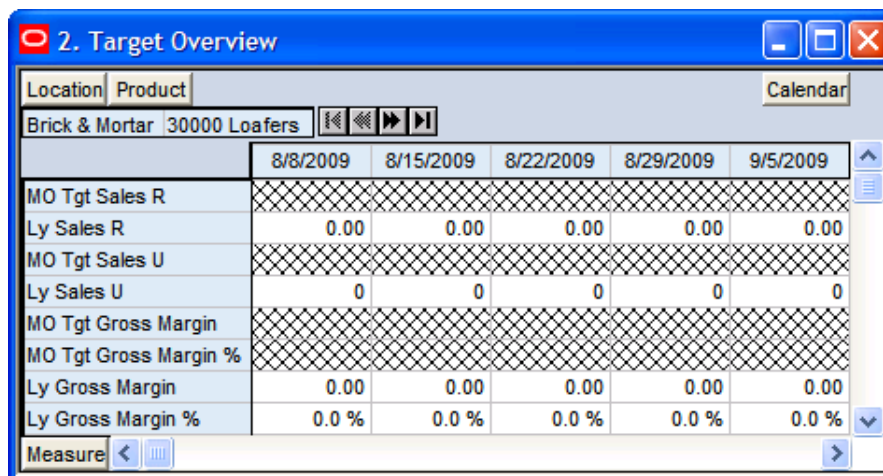 2. Target Overview
Location Product Calendar
Brick & Mortar 30000 Loafers
8/8/2009 8/15/2009 8/22/2009 8/29/2009 9/5/2009
MO Tgt Sales R
Ly Sales R 0.00 0.00 0.00 0.00 0.00
MO Tgt Sales U
Ly Sales U 0 0 0 0 0
MO Tgt Gross Margin
MO Tgt Gross Margin %
Ly Gross Margin 0.00 0.00 0.00 0.00 0.00
Ly Gross Margin % 0.0 % 0.0 % 0.0 % 0.0 % 0.0 %
Measure